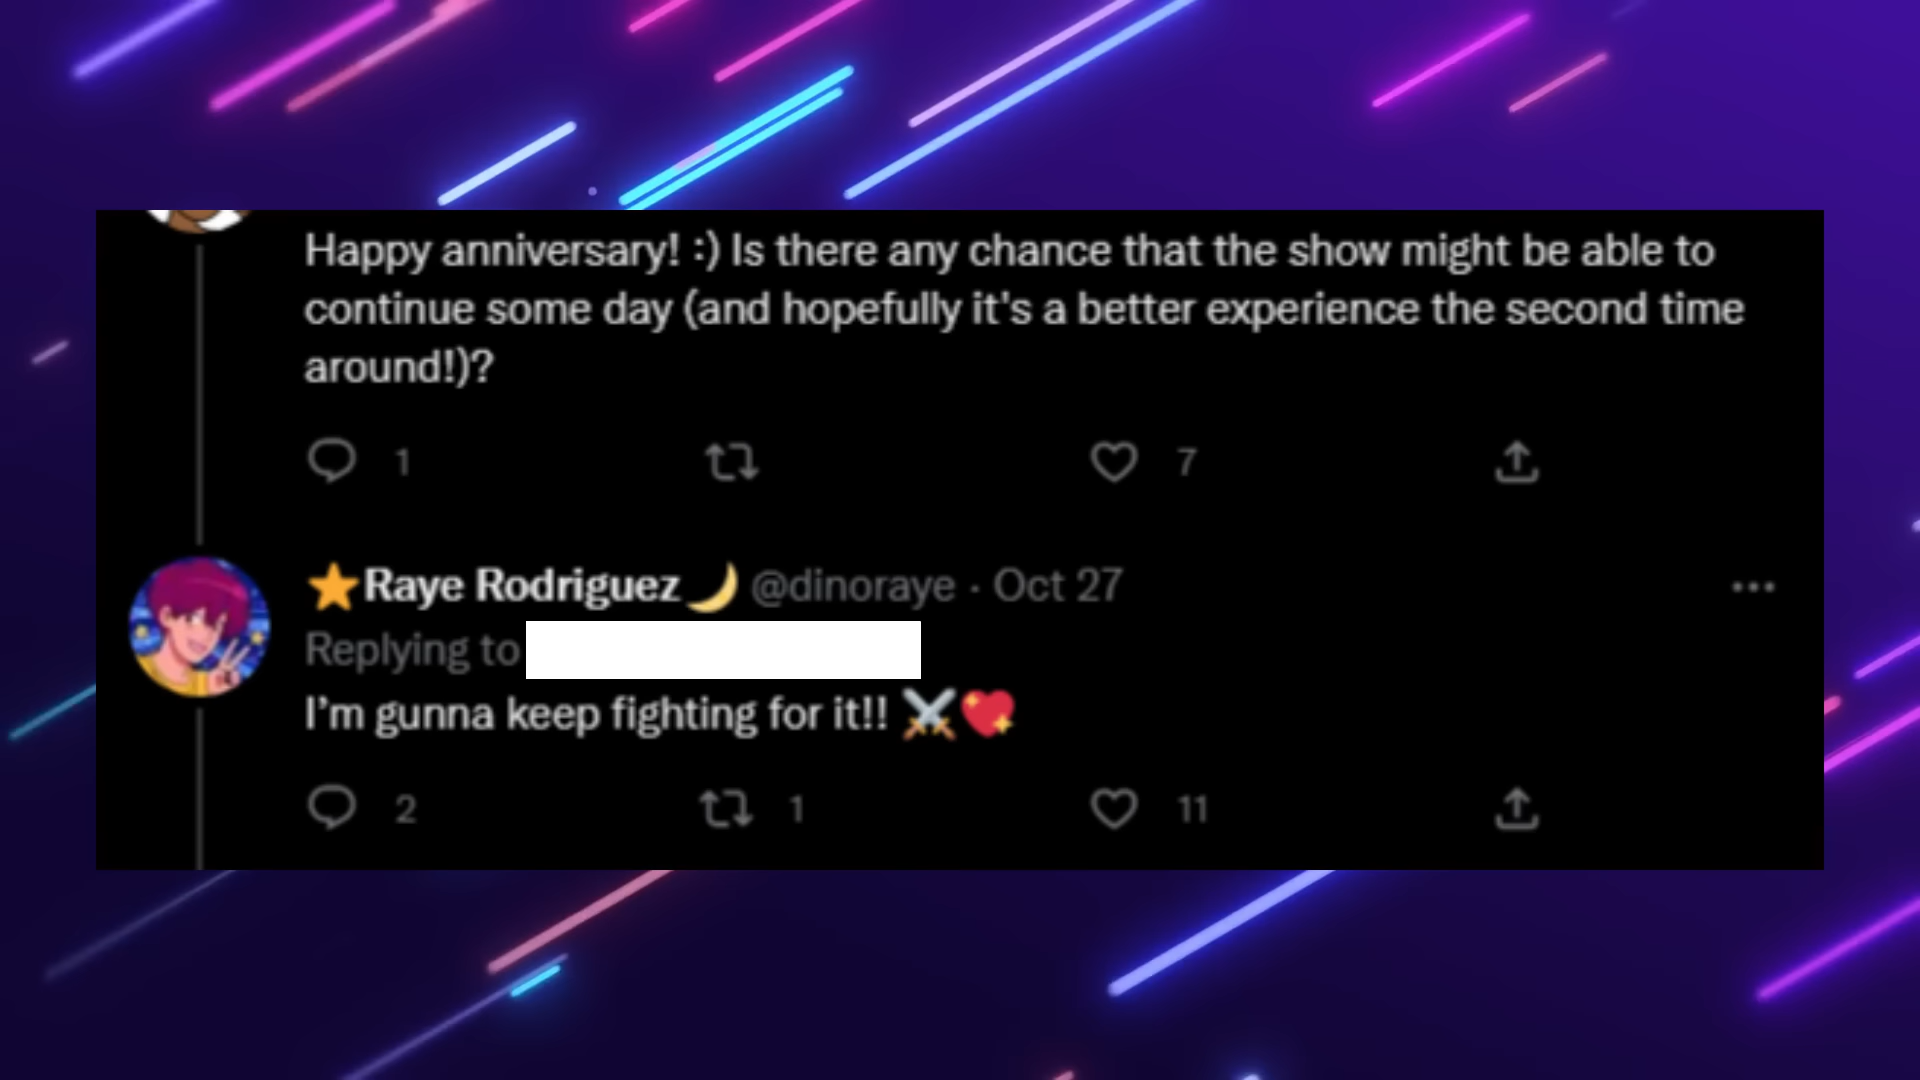 Happy anniversary! :) Is there any chance that the show might be able to
continue some day (and hopefully it's a better experience the second time
around!)?
1
7
⭐Raye Rodriguez🌙 @dinoraye · Oct 27
Replying to
I'm gunna keep fighting for it!! ⚔️💖
2
1
11